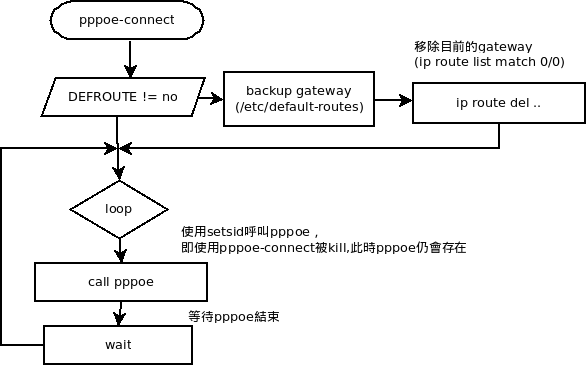 pppoe-connect
移除目前的gateway
(ip route list match 0/0)
DEFROUTE != no
backup gateway
(/etc/default-routes)
ip route del ..
loop
使用setsid呼叫pppoe ,
即使用pppoe-connect被kill,此時pppoe仍會存在
call pppoe
等待pppoe結束
wait